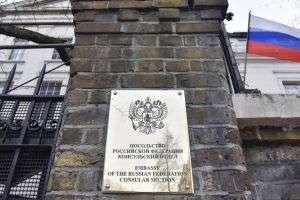 ПОСОЛЬСТВО
РОССИЙСКОЙ ФЕДЕРАЦИИ
КОНСУЛЬСКИЙ ОТДЕЛ
EMBASSY
OF THE RUSSIAN FEDERATION
CONSULAR SECTION